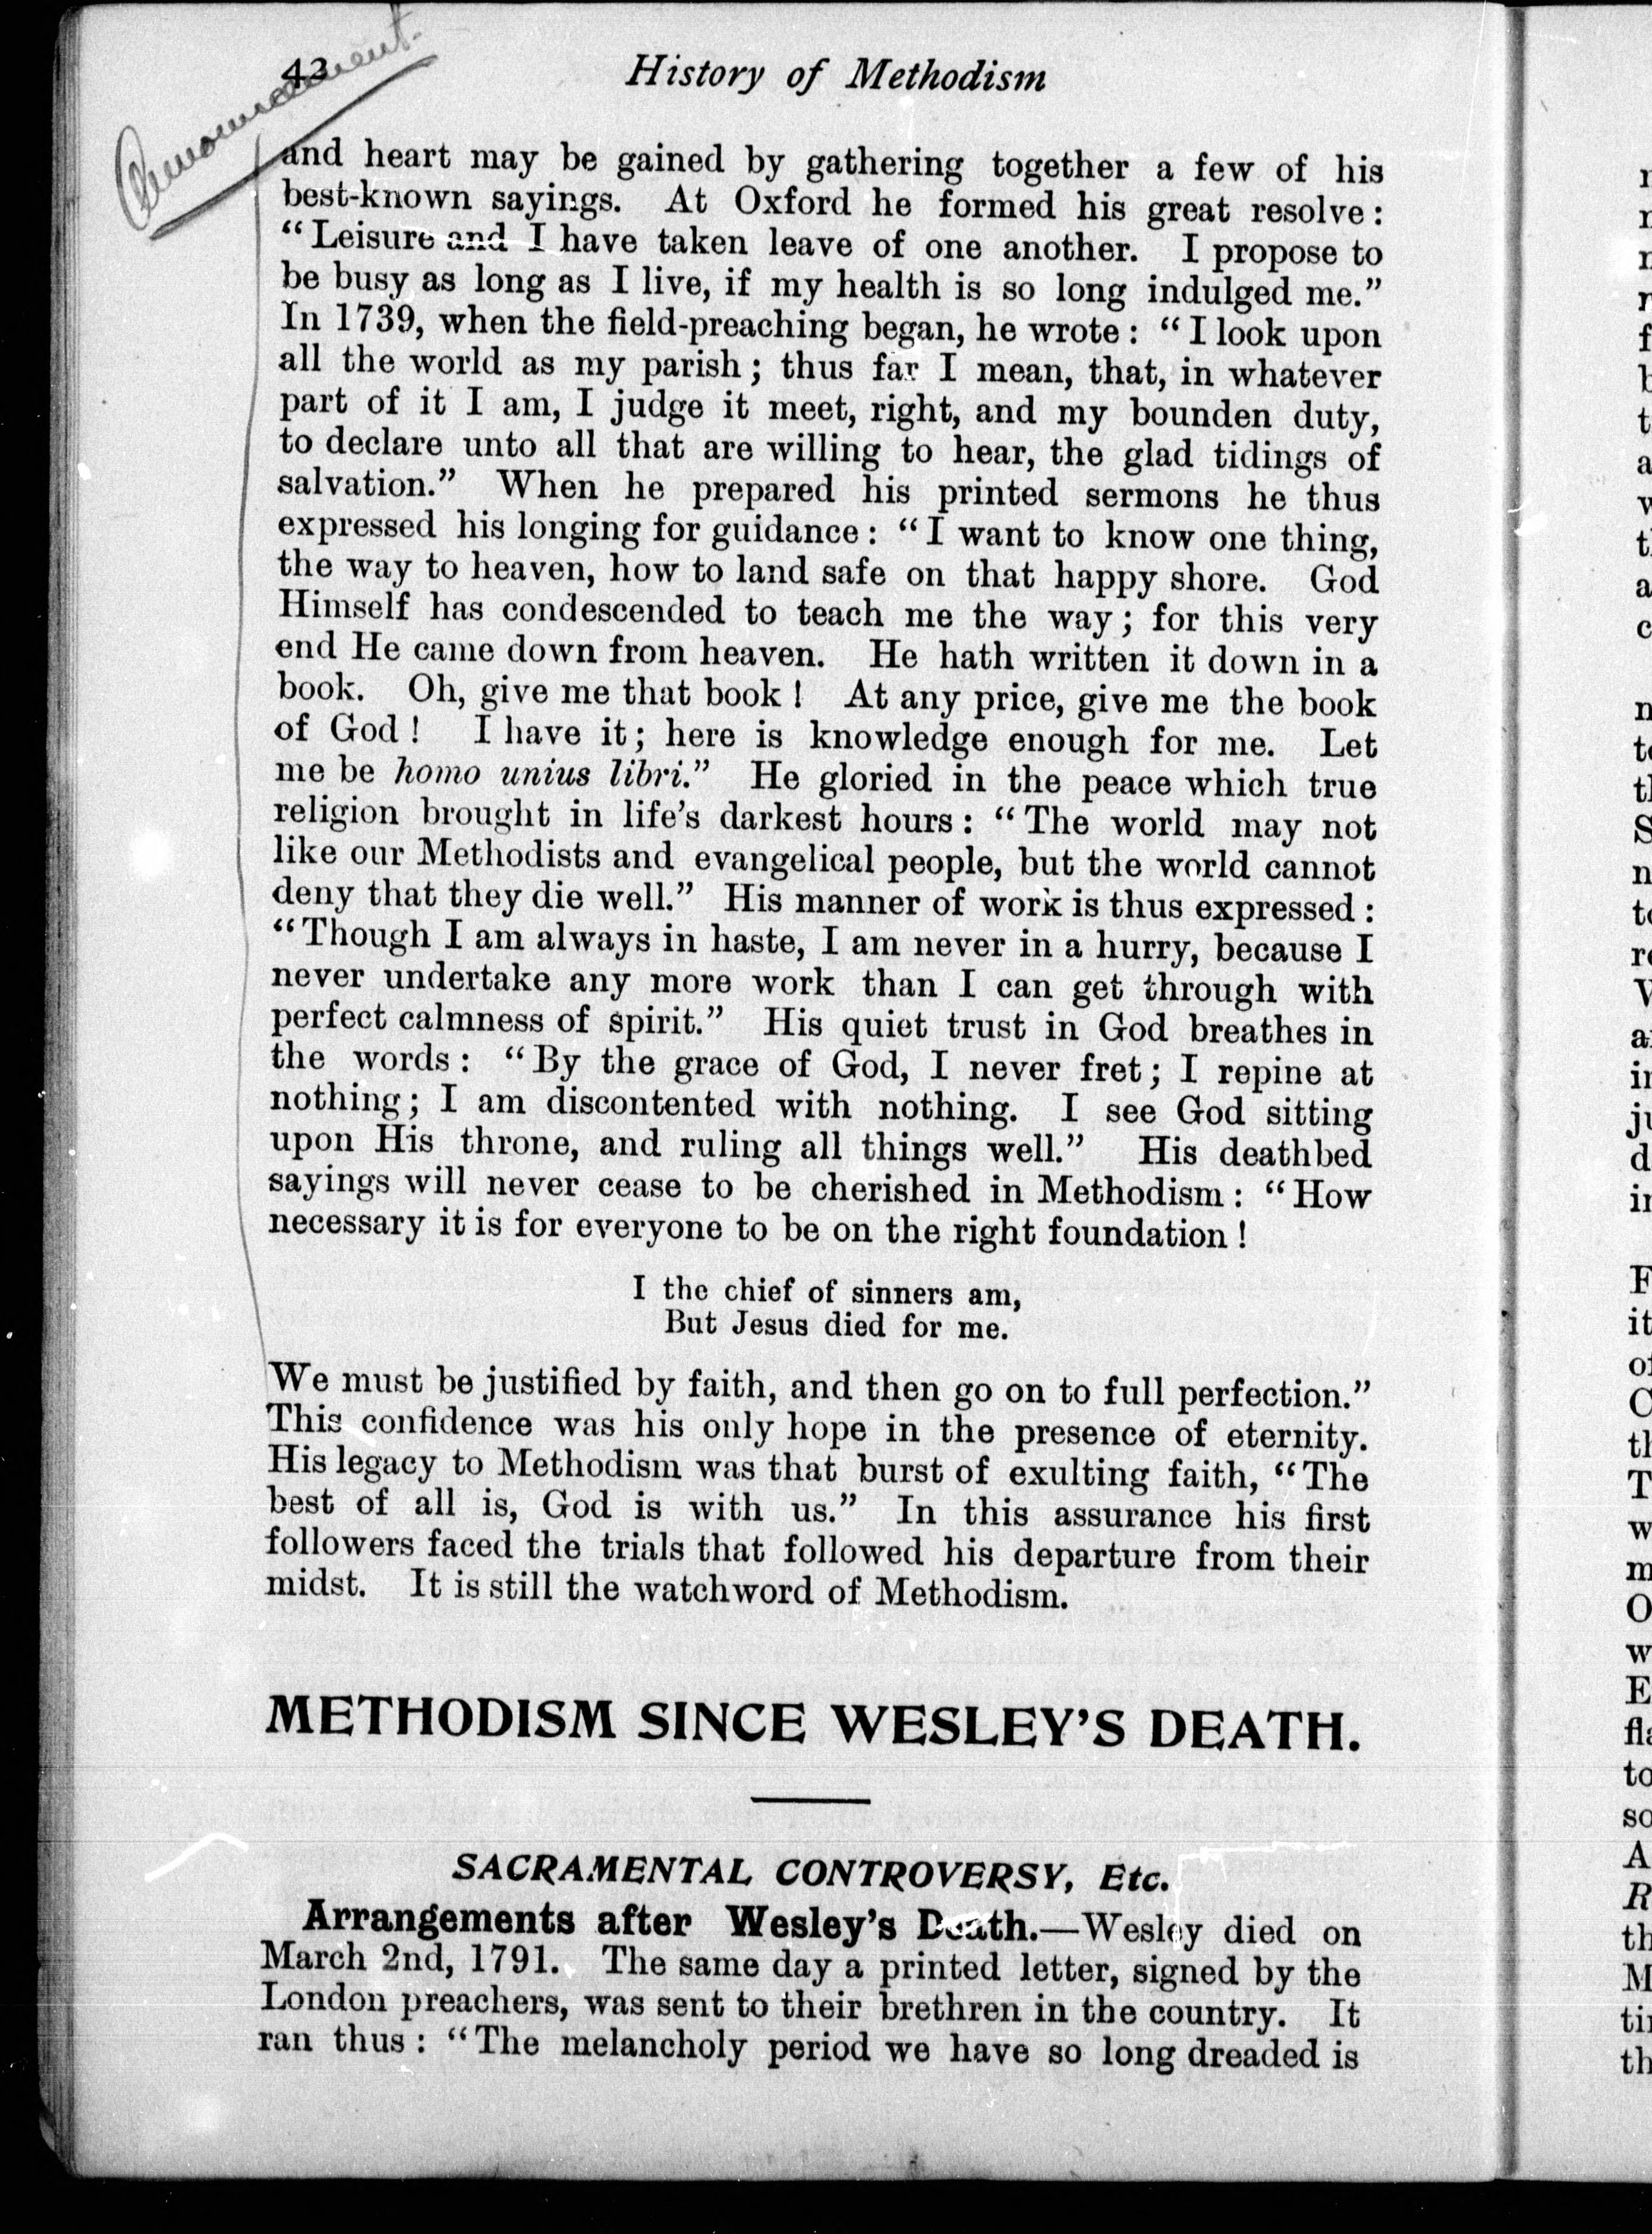 42
History of Methodism
and heart may be gained by gathering together a few of his
best-known sayings. At Oxford he formed his great resolve:
“Leisure and I have taken leave of one another. I propose to
be busy as long as I live, if my health is so long indulged me.”
In 1739, when the field-preaching began, he wrote: “I look upon
all the world as my parish; thus far I mean, that, in whatever
part of it I am, I judge it meet, right, and my bounden duty,
to declare unto all that are willing to hear, the glad tidings of
salvation.” When he prepared his printed sermons he thus
expressed his longing for guidance: “I want to know one thing,
the way to heaven, how to land safe on that happy shore. God
Himself has condescended to teach me the way; for this very
end He came down from heaven. He hath written it down in a
book. Oh, give me that book! At any price, give me the book
of God! I have it; here is knowledge enough for me. Let
me be homo unius libri.” He gloried in the peace which true
religion brought in life’s darkest hours: “The world may not
like our Methodists and evangelical people, but the world cannot
deny that they die well.” His manner of work is thus expressed:
“Though I am always in haste, I am never in a hurry, because I
never undertake any more work than I can get through with
perfect calmness of spirit.” His quiet trust in God breathes in
the words: “By the grace of God, I never fret; I repine at
nothing; I am discontented with nothing. I see God sitting
upon His throne, and ruling all things well.” His deathbed
sayings will never cease to be cherished in Methodism: “How
necessary it is for everyone to be on the right foundation!
I the chief of sinners am,
But Jesus died for me.
We must be justified by faith, and then go on to full perfection.”
This confidence was his only hope in the presence of eternity.
His legacy to Methodism was that burst of exulting faith, “The
best of all is, God is with us.” In this assurance his first
followers faced the trials that followed his departure from their
midst. It is still the watchword of Methodism.
METHODISM SINCE WESLEY’S DEATH.
SACRAMENTAL CONTROVERSY, Etc.
Arrangements after Wesley’s Death.—Wesley died on
March 2nd, 1791. The same day a printed letter, signed by the
London preachers, was sent to their brethren in the country. It
ran thus: “The melancholy period we have so long dreaded is